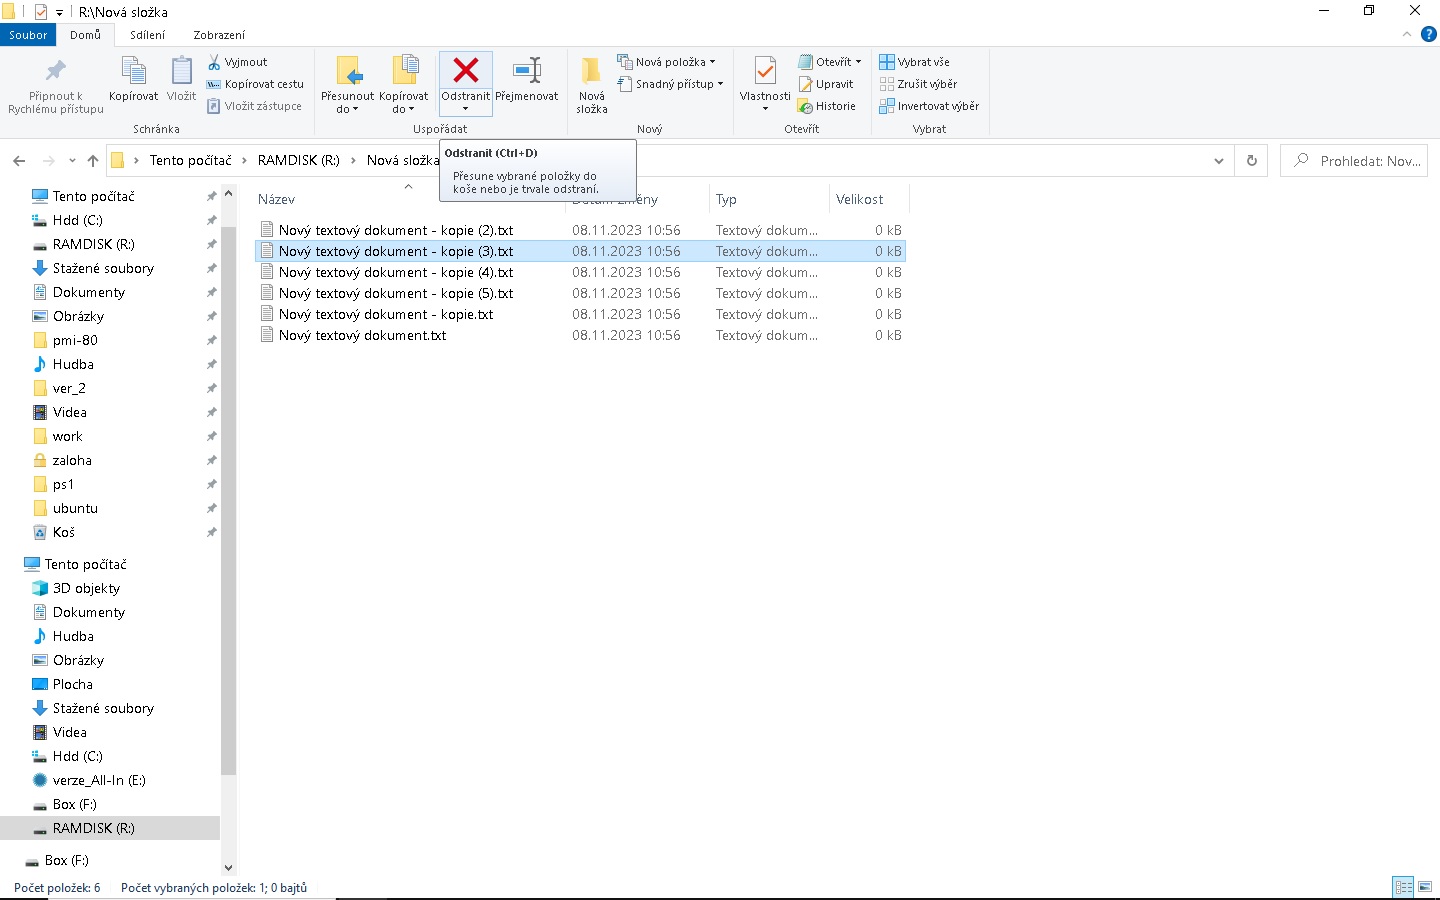 R:\Nová složka
Soubor
Domů
Sdílení
Zobrazení
Připnout k
Rychlému přístupu
Kopírovat
Vložit
Vyjmout
Kopírovat cestu
Vložit zástupce
Schránka
Přesunout
do
Kopírovat
do
Odstranit
Přejmenovat
Uspořádat
Nová
složka
Nová položka
Snadný přístup
Nový
Vlastnosti
Otevřít
Upravit
Historie
Otevřít
Vybrat vše
Zrušit výběr
Invertovat výběr
Vybrat
Tento počítač
RAMDISK (R:)
Nová složka
Prohledat: Nov...
Odstranit (Ctrl+D)
Přesune vybrané položky do
koše nebo je trvale odstraní.
Tento počítač
Hdd (C:)
RAMDISK (R:)
Stažené soubory
Dokumenty
Obrázky
pmi-80
Hudba
ver_2
Videa
work
zaloha
ps1
ubuntu
Koš
Tento počítač
3D objekty
Dokumenty
Hudba
Obrázky
Plocha
Stažené soubory
Videa
Hdd (C:)
verze_All-In (E:)
Box (F:)
RAMDISK (R:)
Box (F:)
Název Datum změny Typ Velikost
Nový textový dokument - kopie (2).txt 08.11.2023 10:56 Textový dokum... 0 kB
Nový textový dokument - kopie (3).txt 08.11.2023 10:56 Textový dokum... 0 kB
Nový textový dokument - kopie (4).txt 08.11.2023 10:56 Textový dokum... 0 kB
Nový textový dokument - kopie (5).txt 08.11.2023 10:56 Textový dokum... 0 kB
Nový textový dokument - kopie.txt 08.11.2023 10:56 Textový dokum... 0 kB
Nový textový dokument.txt 08.11.2023 10:56 Textový dokum... 0 kB
Počet položek: 6 Počet vybraných položek: 1; 0 bajtů